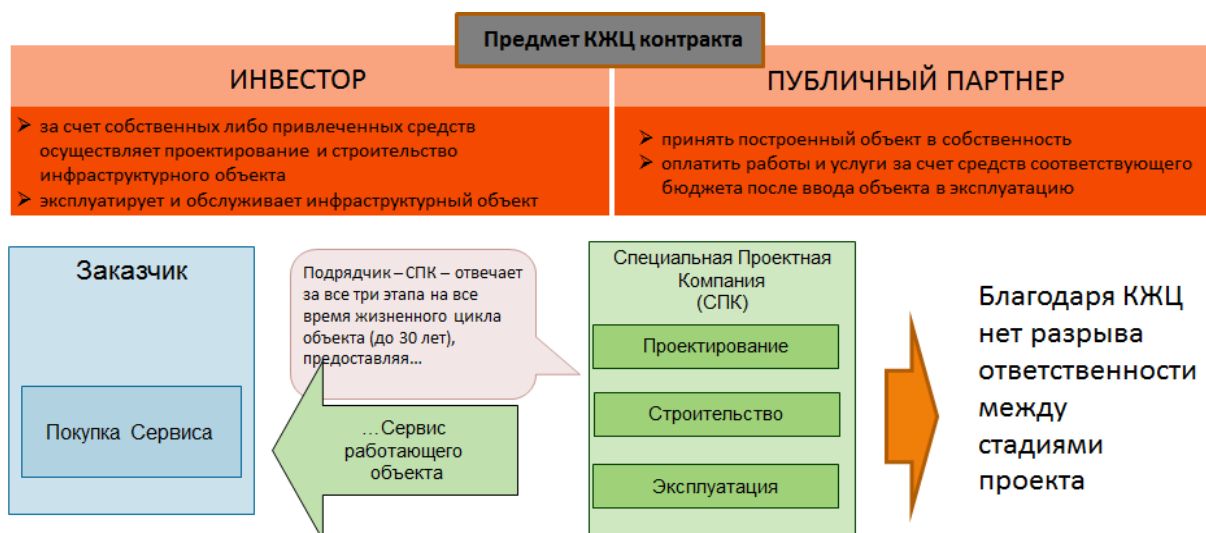 Предмет КЖЦ контракта
ИНВЕСТОР
за счет собственных либо привлеченных средств
осуществляет проектирование и строительство
инфраструктурного объекта
эксплуатирует и обслуживает инфраструктурный объект
ПУБЛИЧНЫЙ ПАРТНЕР
принять построенный объект в собственность
оплатить работы и услуги за счет средств соответствующего
бюджета после ввода объекта в эксплуатацию
Заказчик
Покупка Сервиса
Подрядчик – СПК – отвечает
за все три этапа на все
время жизненного цикла
объекта (до 30 лет),
предоставляя...
...Сервис
работающего
объекта
Специальная Проектная
Компания
(СПК)
Проектирование
Строительство
Эксплуатация
Благодаря КЖЦ
нет разрыва
ответственности
между
стадиями
проекта